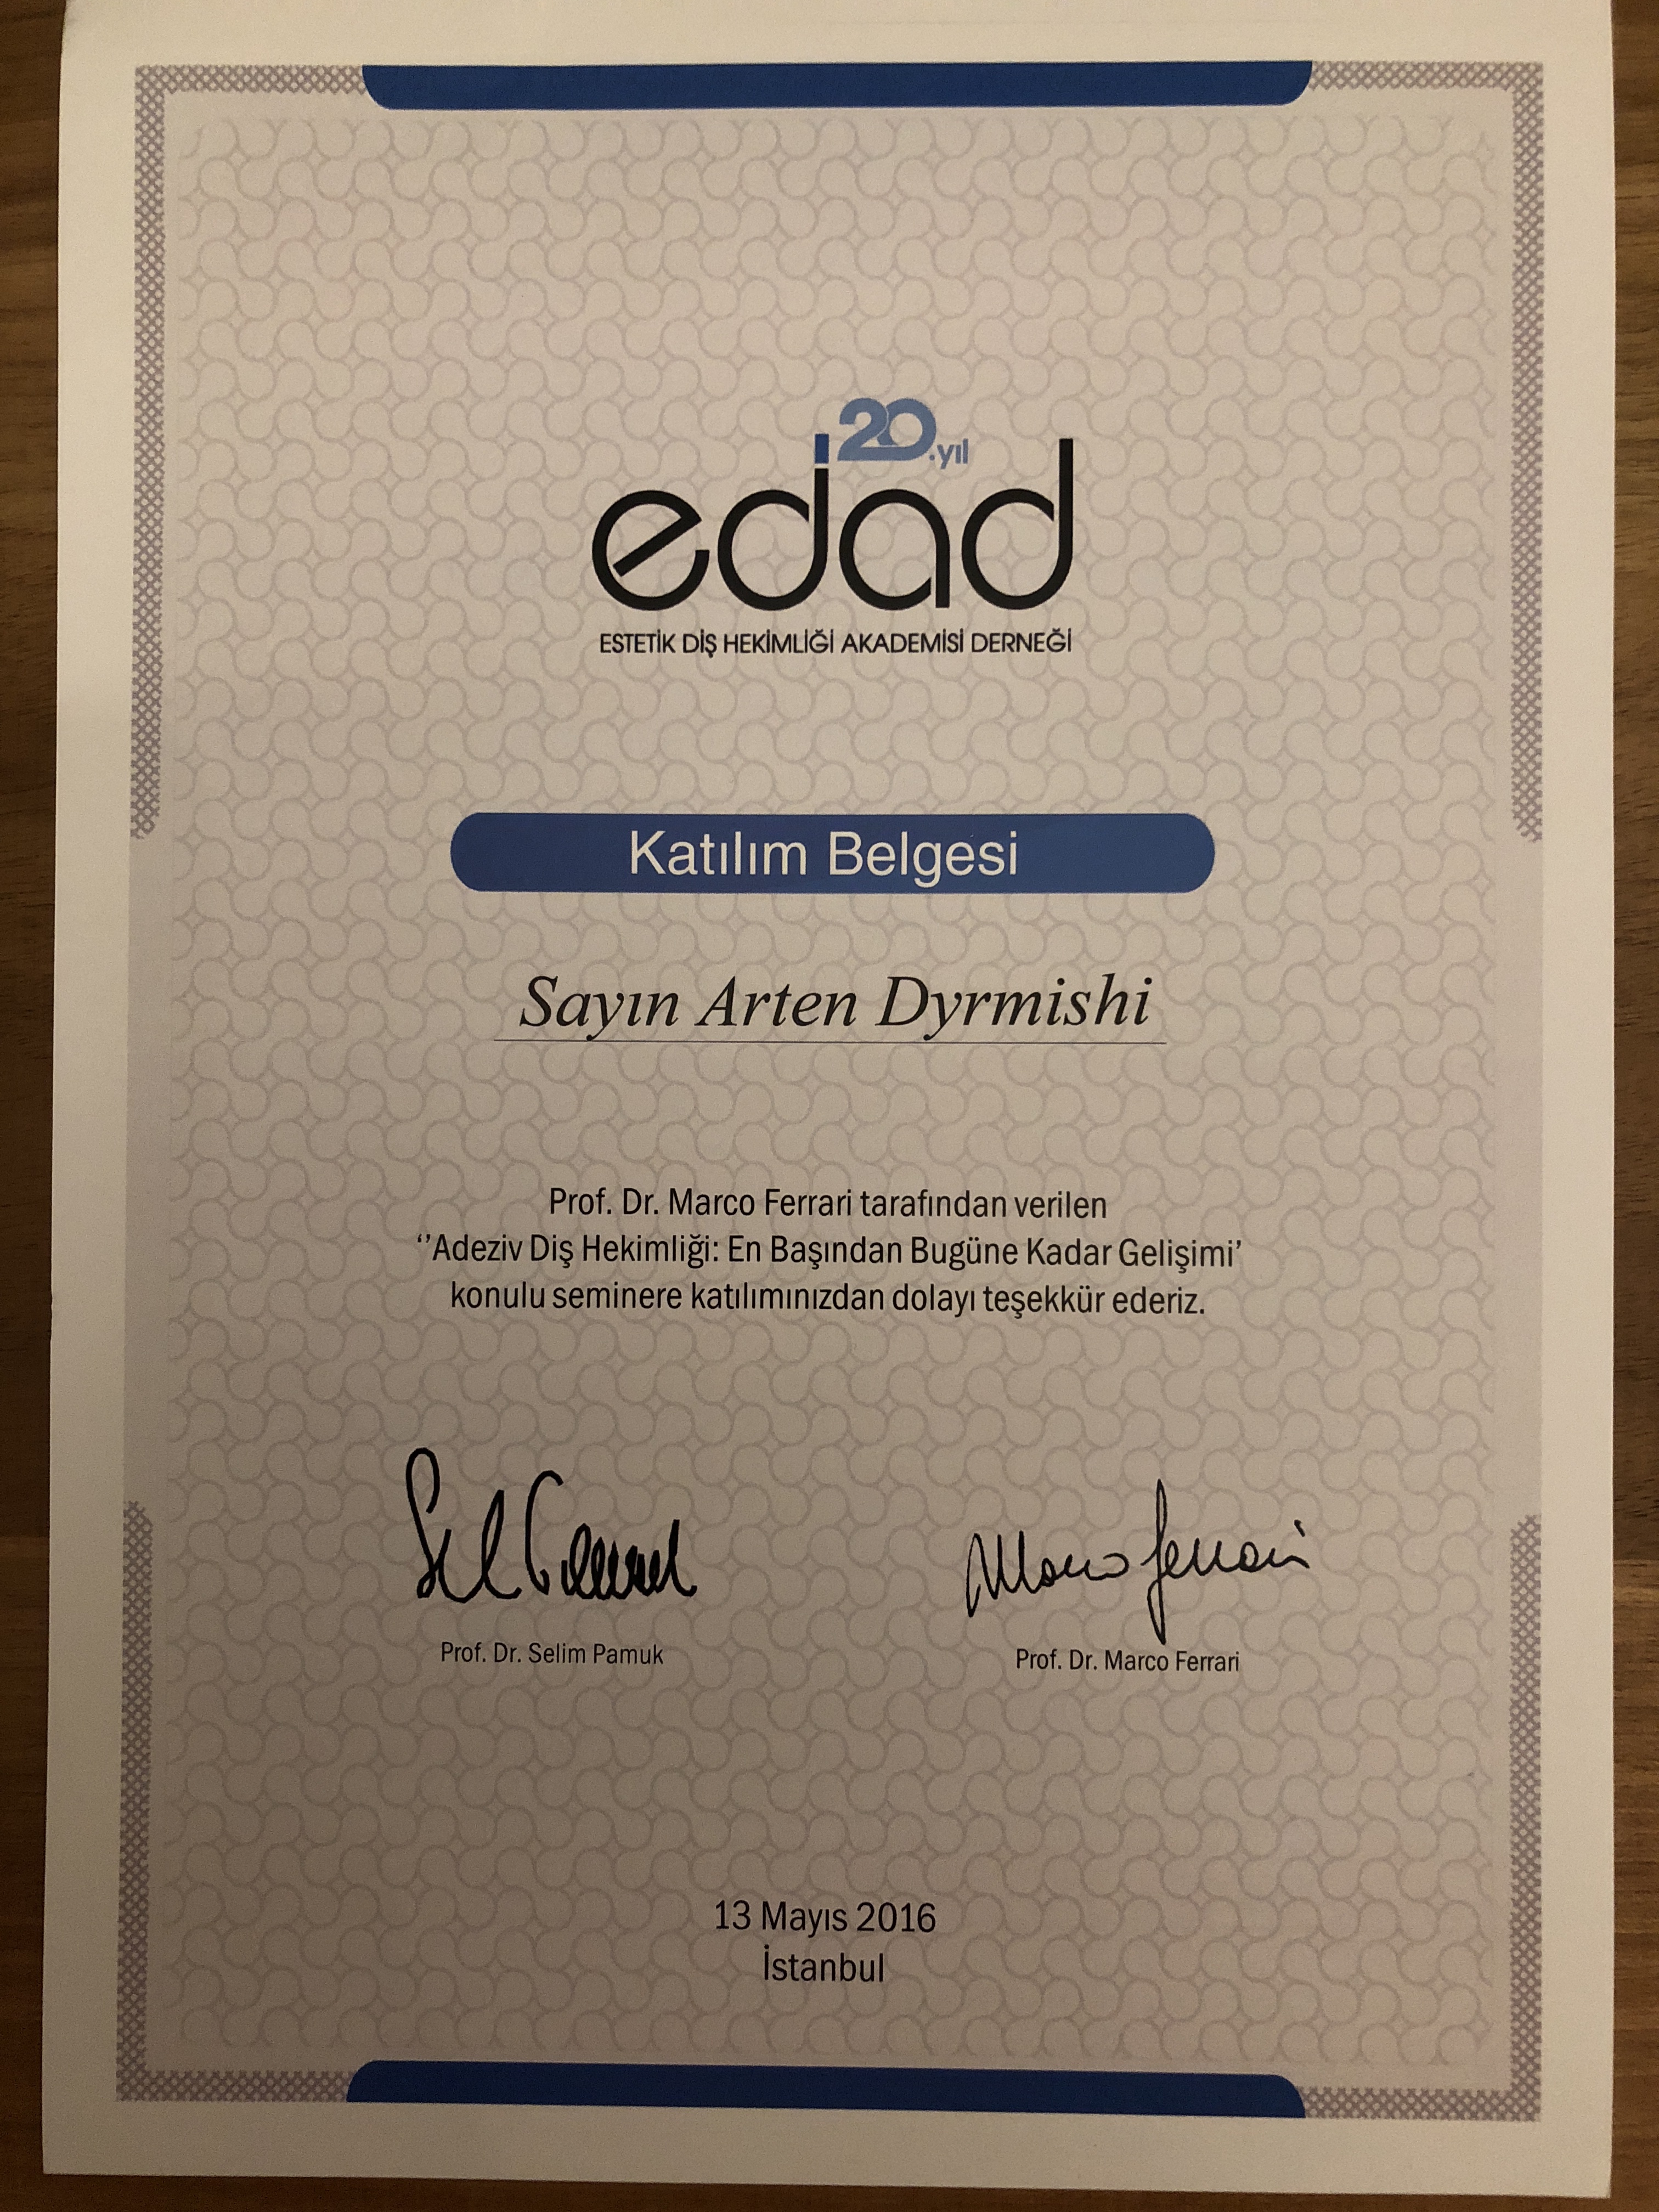 20.yıl
edad
ESTETİK DİŞ HEKİMLİĞİ AKADEMİSİ DERNEĞİ
Katılım Belgesi
Sayın Arten Dyrmishi
Prof. Dr. Marco Ferrari tarafından verilen
‘’Adeziv Diş Hekimliği: En Başından Bugüne Kadar Gelişimi’
konulu seminere katılımınızdan dolayı teşekkür ederiz.
Marco Ferrari
Prof. Dr. Selim Pamuk
Prof. Dr. Marco Ferrari
13 Mayıs 2016
İstanbul